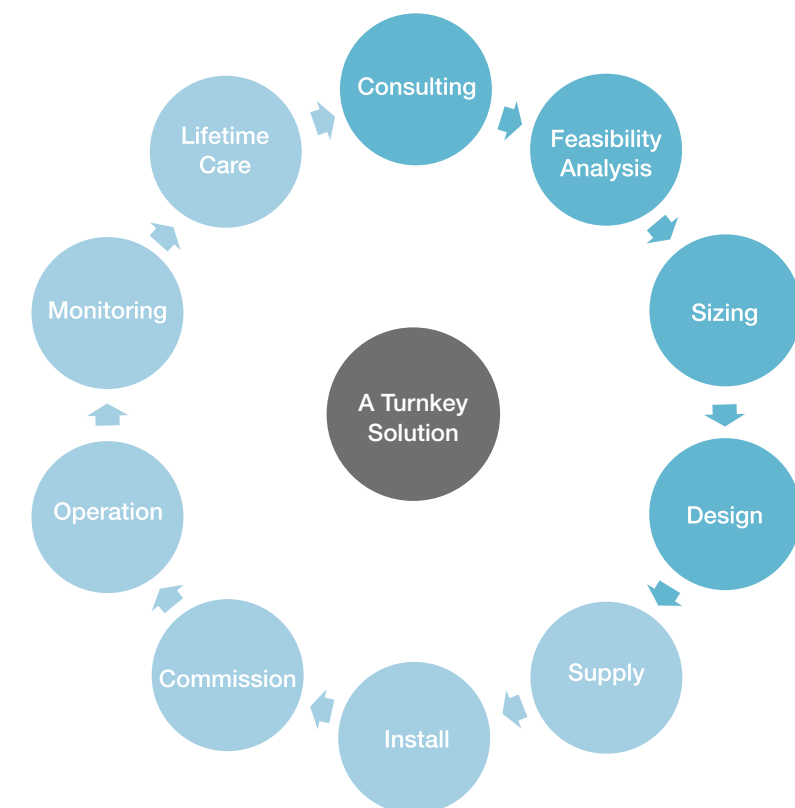 Consulting
Feasibility
Analysis
Sizing
Design
Supply
Install
Commission
Operation
Monitoring
Lifetime
Care
A Turnkey
Solution